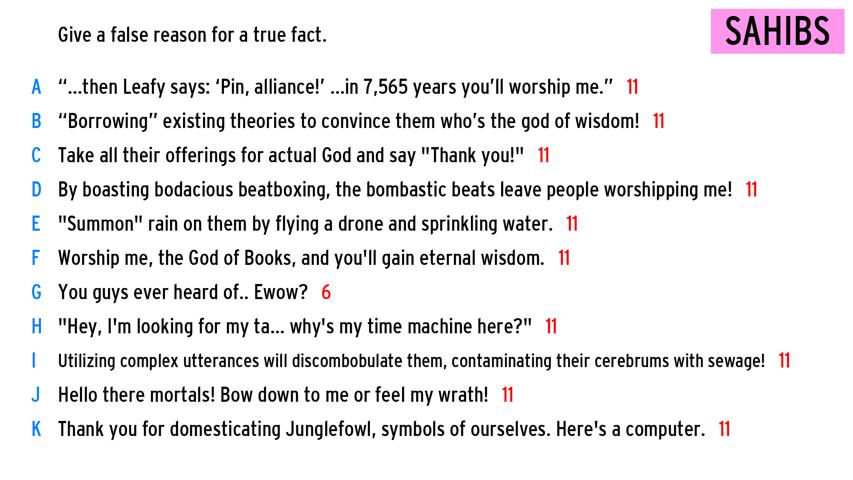 Give a false reason for a true fact.
SAHIBS
A “...then Leafy says: ‘Pin, alliance!’ ...in 7,565 years you’ll worship me.” 11
B “Borrowing” existing theories to convince them who’s the god of wisdom! 11
C Take all their offerings for actual God and say "Thank you!" 11
D By boasting bodacious beatboxing, the bombastic beats leave people worshipping me! 11
E "Summon" rain on them by flying a drone and sprinkling water. 11
F Worship me, the God of Books, and you'll gain eternal wisdom. 11
G You guys ever heard of.. Ewow? 6
H "Hey, I'm looking for my ta... why's my time machine here?" 11
I Utilizing complex utterances will discombobulate them, contaminating their cerebrums with sewage! 11
J Hello there mortals! Bow down to me or feel my wrath! 11
K Thank you for domesticating Junglefowl, symbols of ourselves. Here's a computer. 11